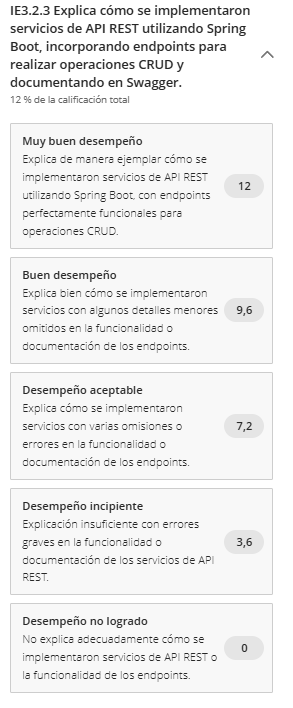 IE3.2.3 Explica cómo se implementaron
servicios de API REST utilizando Spring
Boot, incorporando endpoints para
realizar operaciones CRUD y
documentando en Swagger.
12 % de la calificación total
Muy buen desempeño
Explica de manera ejemplar cómo se
implementaron servicios de API REST
utilizando Spring Boot, con endpoints
perfectamente funcionales para
operaciones CRUD.
12
Buen desempeño
Explica bien cómo se implementaron
servicios con algunos detalles menores
omitidos en la funcionalidad o
documentación de los endpoints.
9,6
Desempeño aceptable
Explica cómo se implementaron
servicios con varias omisiones o
errores en la funcionalidad o
documentación de los endpoints.
7,2
Desempeño incipiente
Explicación insuficiente con errores
graves en la funcionalidad o
documentación de los servicios de API
REST.
3,6
Desempeño no logrado
No explica adecuadamente cómo se
implementaron servicios de API REST o
la funcionalidad de los endpoints.
0